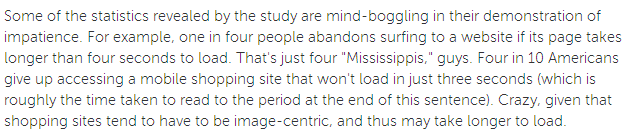 Some of the statistics revealed by the study are mind-boggling in their demonstration of
impatience. For example, one in four people abandons surfing to a website if its page takes
longer than four seconds to load. That's just four "Mississippis," guys. Four in 10 Americans
give up accessing a mobile shopping site that won't load in just three seconds (which is
roughly the time taken to read to the period at the end of this sentence). Crazy, given that
shopping sites tend to have to be image-centric, and thus may take longer to load.